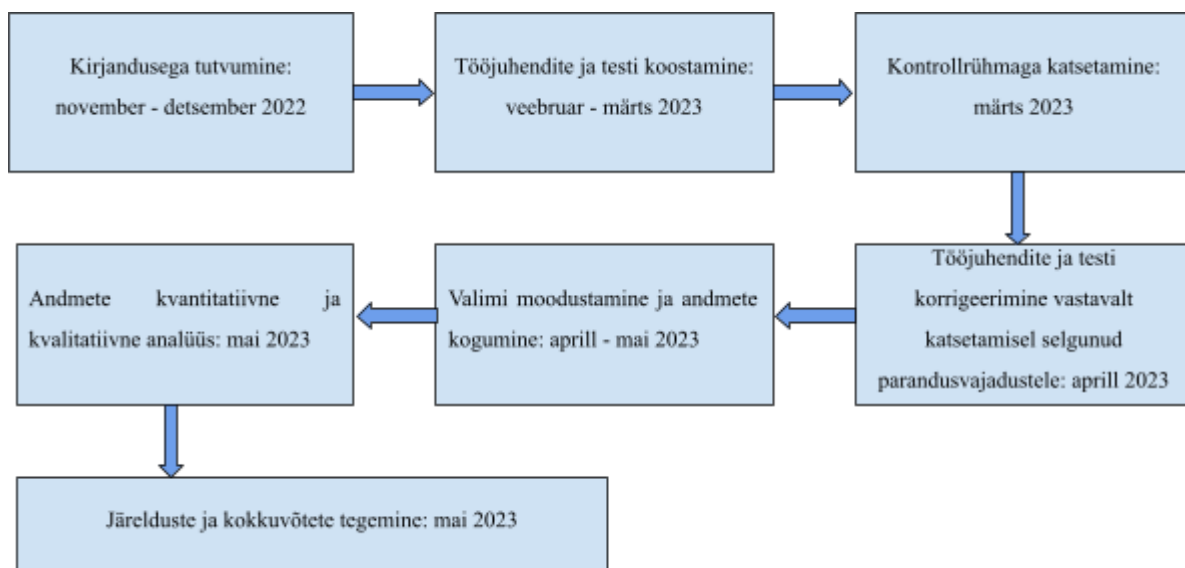 Kirjandusega tutvumine:
november - detsember 2022
Tööjuhendite ja testi koostamine:
veebruar - märts 2023
Kontrollrühmaga katsetamine:
märts 2023
Tööjuhendite ja testi
korrigeerimine vastavalt
katsetamisel selgunud
parandusvajadustele: aprill 2023
Valimi moodustamine ja andmete
kogumine: aprill - mai 2023
Andmete kvantitatiivne ja
kvalitatiivne analüüs: mai 2023
Järelduste ja kokkuvõtete tegemine: mai 2023